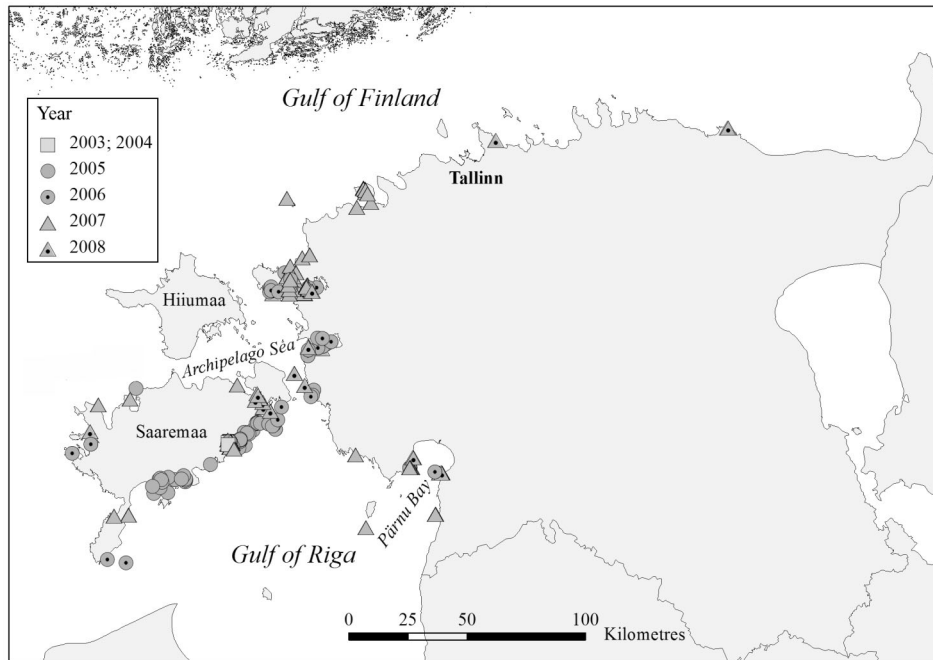 Gulf of Finland
Year
2003; 2004
2005
2006
2007
2008
Tallinn
Hiiumaa
Archipelago Sea
Saaremaa
Pärnu Bay
Gulf of Riga
0 25 50 100
Kilometres